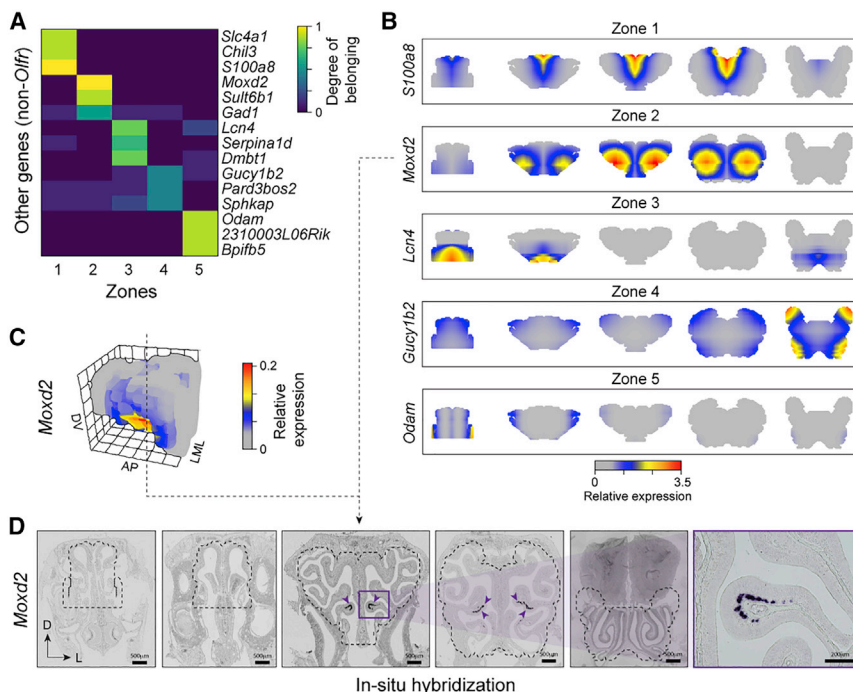 A
Other genes (non-Olfr)
Slc4a1
Chil3
S100a8
Moxd2
Sult6b1
Gad1
Lcn4
Serpina1d
Dmbt1
Gucy1b2
Pard3bos2
Sphkap
Odam
2310003L06Rik
Bpifb5
1 2 3 4 5
Zones
1
0
Degree of
belonging
B
Zone 1
S100a8
Zone 2
Moxd2
Zone 3
Lcn4
Zone 4
Gucy1b2
Zone 5
Odam
0 3.5
Relative expression
C
Moxd2
DV
AP
LML
0.2
0
Relative
expression
D
Moxd2
D
L
500µm
500µm
500µm
500µm
500µm
200µm
In-situ hybridization